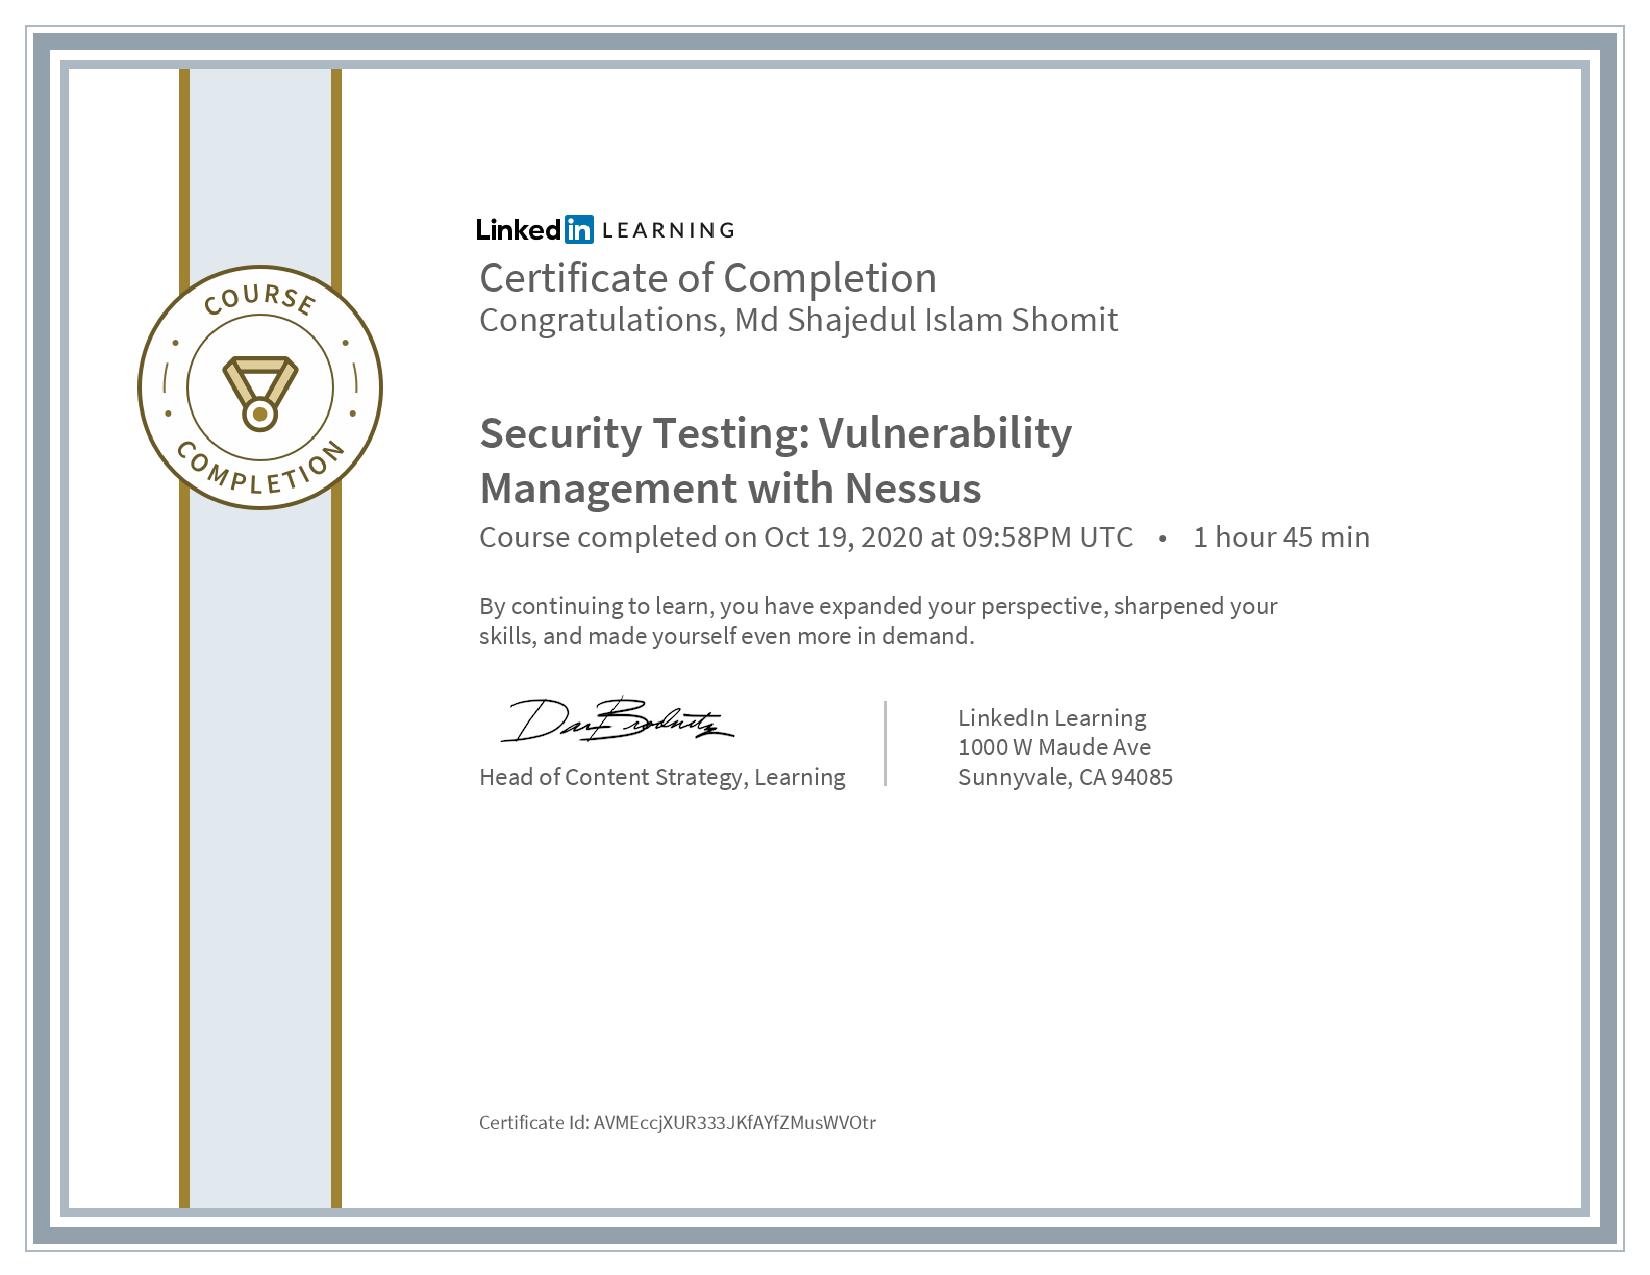 COURSE
COMPLETION
Linked in LEARNING
Certificate of Completion
Congratulations, Md Shajedul Islam Shomit
Security Testing: Vulnerability
Management with Nessus
Course completed on Oct 19, 2020 at 09:58PM UTC • 1 hour 45 min
By continuing to learn, you have expanded your perspective, sharpened your
skills, and made yourself even more in demand.
Dan Brodnitz
Head of Content Strategy, Learning
LinkedIn Learning
1000 W Maude Ave
Sunnyvale, CA 94085
Certificate Id: AVMEccjXUR333JKfAYfZMusWVOtr